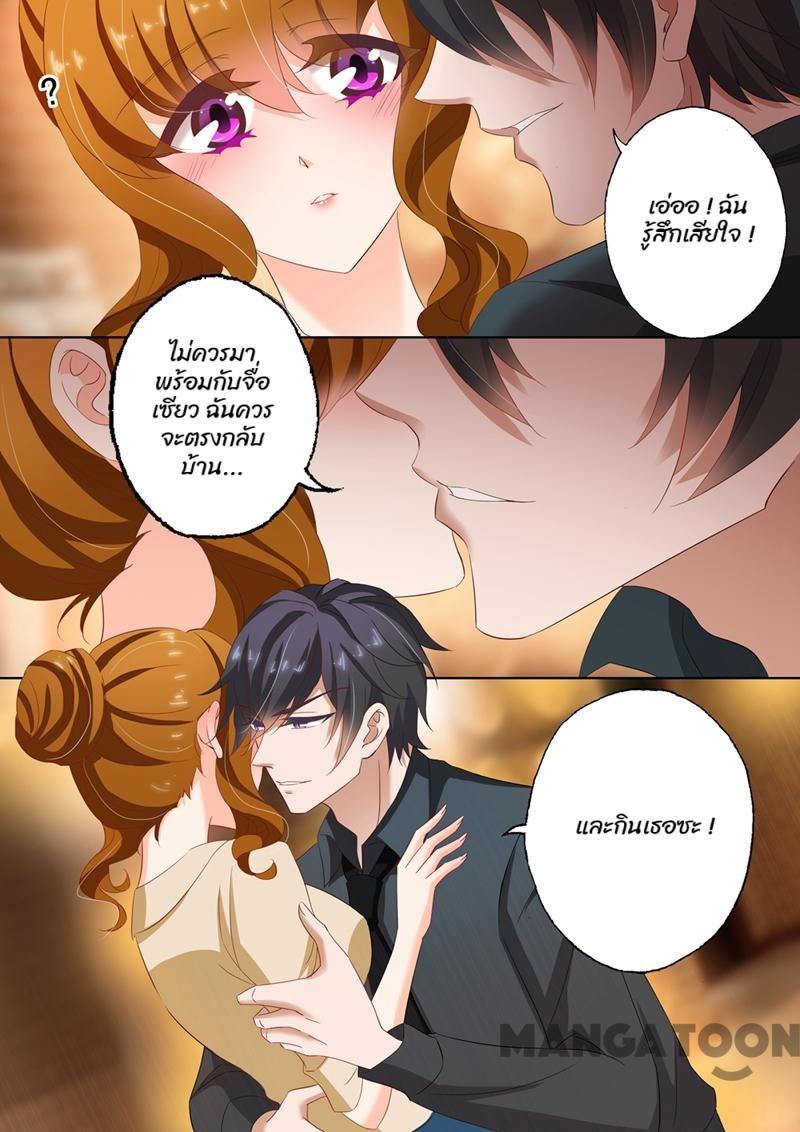 ?
เอ่ออ ! ฉัน
รู้สึกเสียใจ !
ไม่ควรมา
พร้อมกับจื่อ
เซียว ฉันควร
จะตรงกลับ
บ้าน...
และกินเธอซะ !
MANGATOON